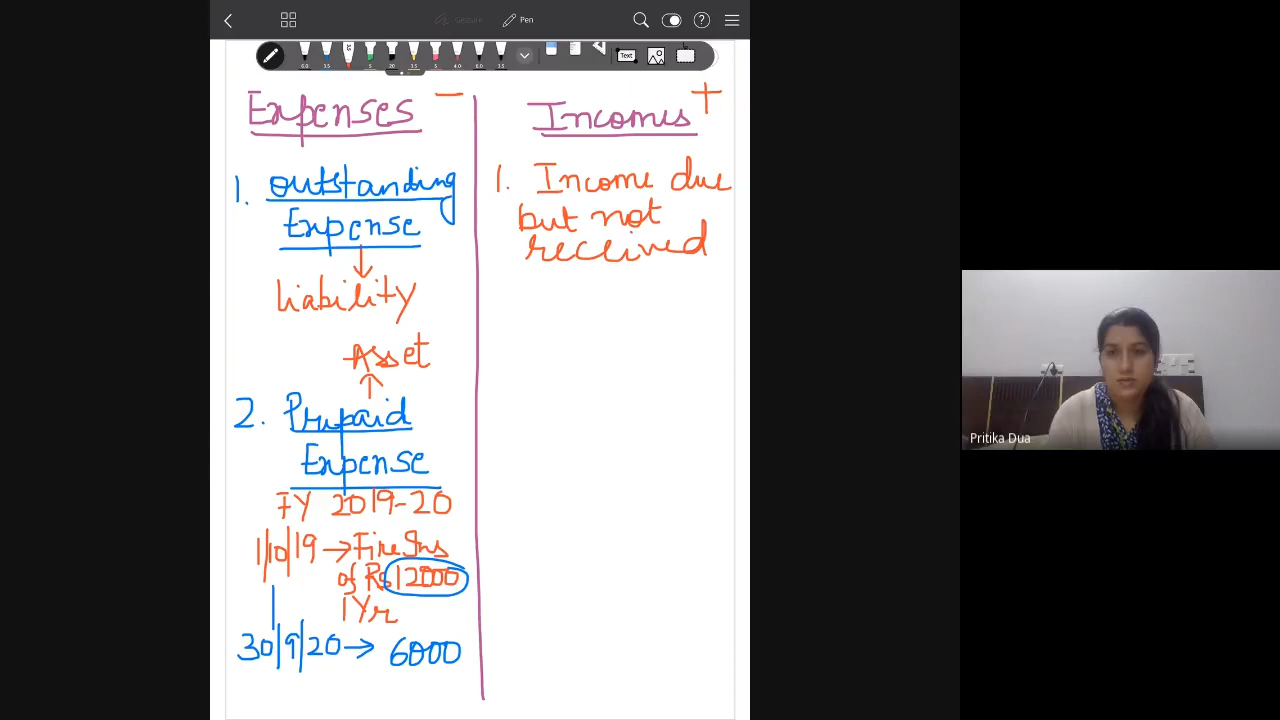 Pen
Text
Expenses -
1. Outstanding
Expense
Liability
Asset
2. Prepaid
Expense
FY 2019-20
1/10/19 → Fire Ins
of Rs 12000
1 Yr
30/9/20 → 6000
Incomes +
1. Income due
but not
received
Pritika Dua